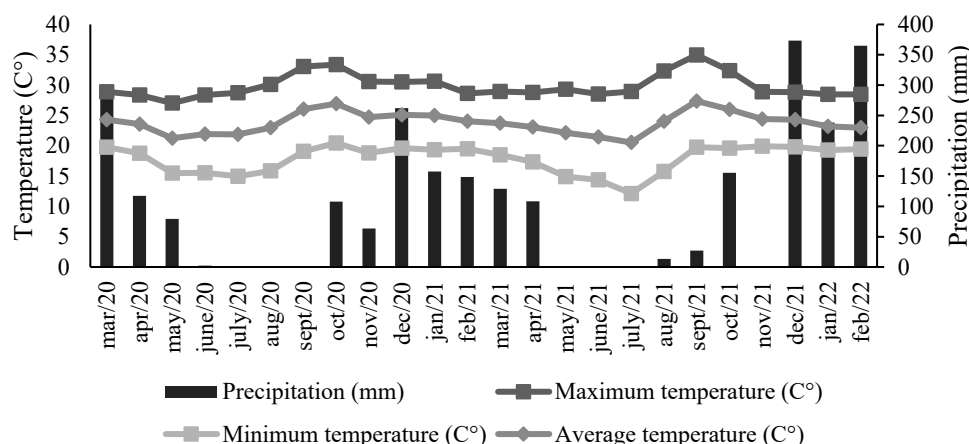 40 400
35 350
30 300
25 250
20 200
15 150
10 100
5 50
0 0
Temperature (C°)
Precipitation (mm)
mar/20
apr/20
may/20
june/20
july/20
aug/20
sept/20
oct/20
nov/20
dec/20
jan/21
feb/21
mar/21
apr/21
may/21
june/21
july/21
aug/21
sept/21
oct/21
nov/21
dec/21
jan/22
feb/22
Precipitation (mm) Maximum temperature (C°)
Minimum temperature (C°) Average temperature (C°)